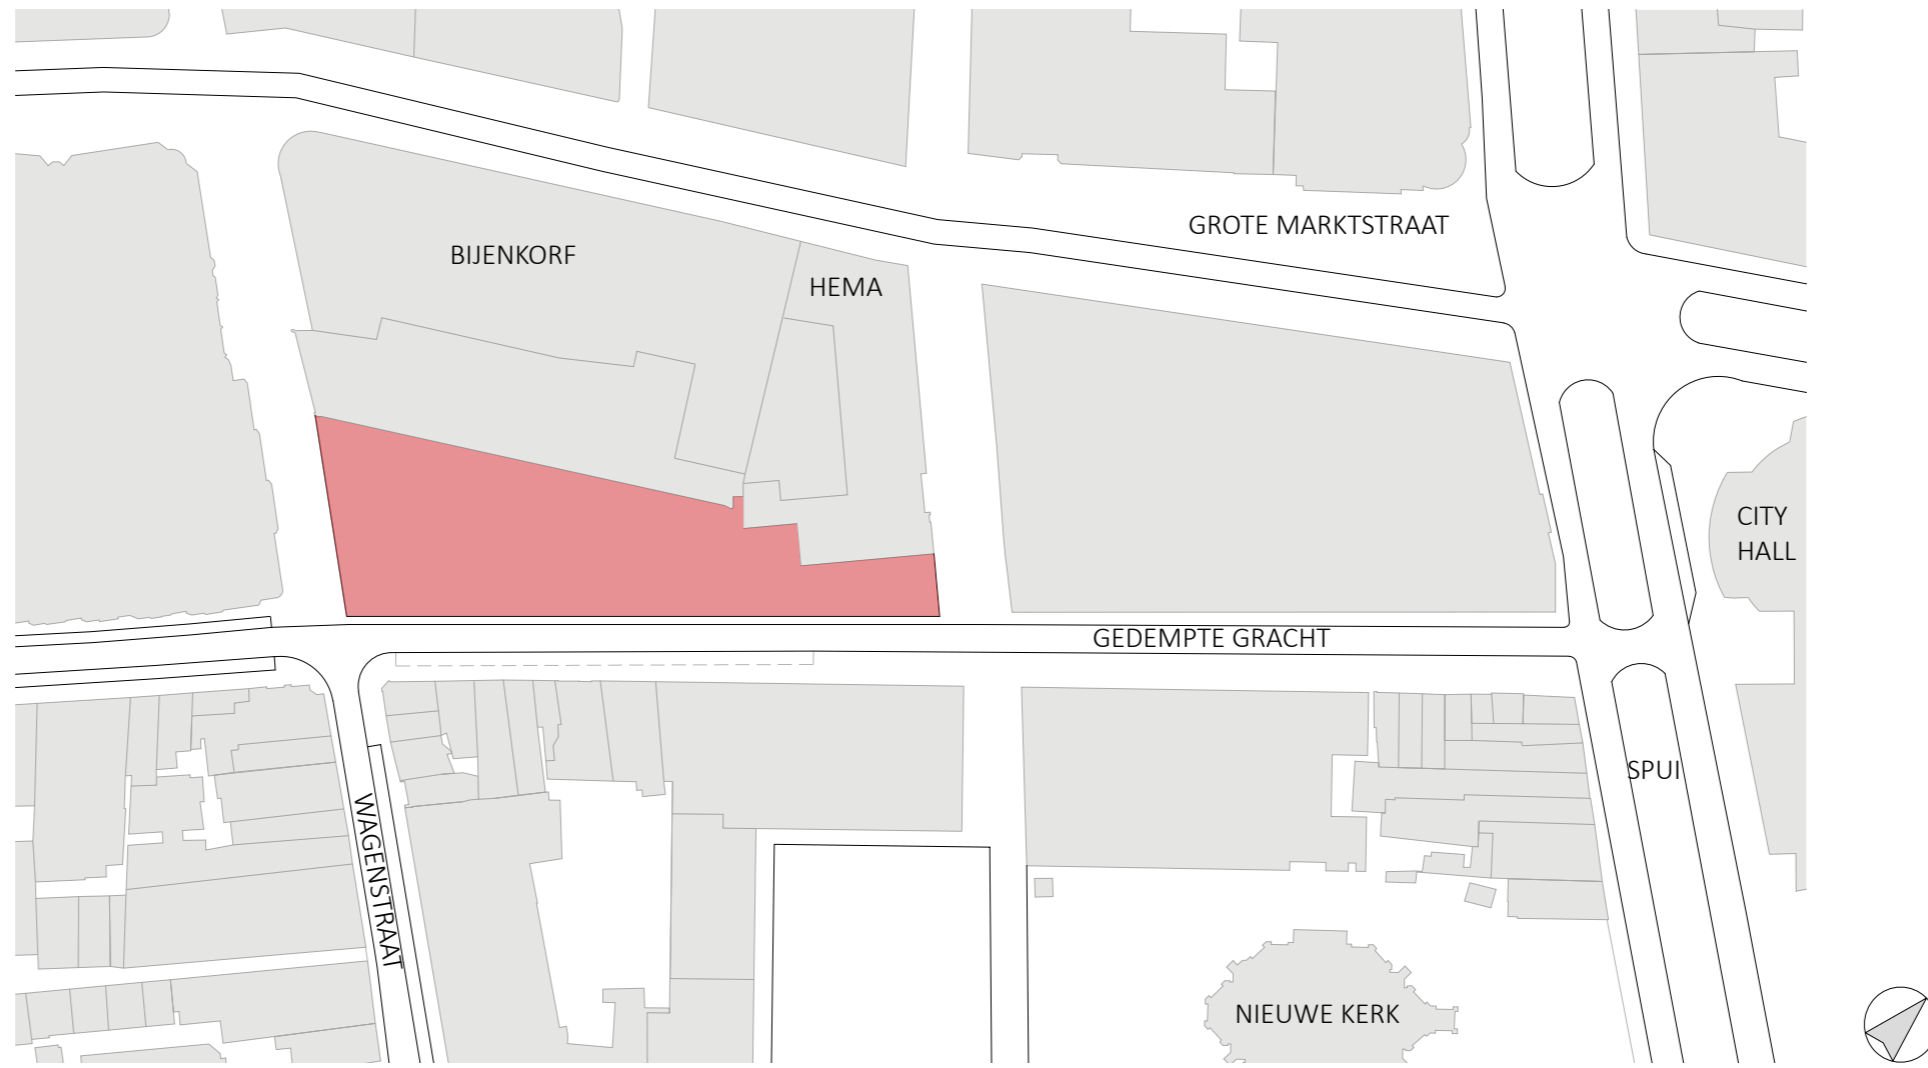 GROTE MARKTSTRAAT
BIJENKORF
HEMA
CITY
HALL
GEDEMPTE GRACHT
SPUI
WAGENSTRAAT
NIEUWE KERK